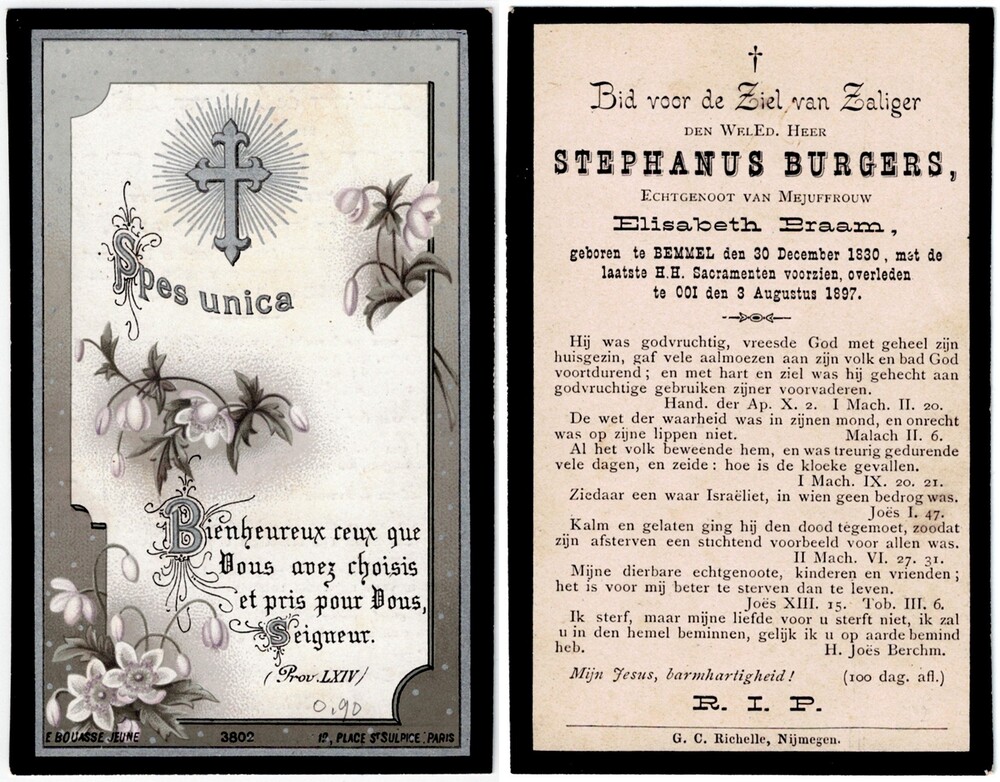 Spes unica
Bienheureux ceux que
Vous avez choisis
et pris pour Vous,
Seigneur.
(Prov. LXIV)
0,90
E BOUASSE JEUNE 3802 12, PLACE ST SULPICE PARIS
†
Bid voor de Ziel van Zaliger
DEN WELED. HEER
STEPHANUS BURGERS,
ECHTGENOOT VAN MEJUFFROUW
Elisabeth Braam,
geboren te BEMMEL den 30 December 1830, met de
laatste H.H. Sacramenten voorzien, overleden
te OOI den 3 Augustus 1897.
Hij was godvruchtig, vreesde God met geheel zijn
huisgezin, gaf vele aalmoezen aan zijn volk en bad God
voortdurend; en met hart en ziel was hij gehecht aan
godvruchtige gebruiken zijner voorvaderen.
Hand. der Ap. X. 2. I Mach. II. 20.
De wet der waarheid was in zijnen mond, en onrecht
was op zijne lippen niet. Malach II. 6.
Al het volk beweende hem, en was treurig gedurende
vele dagen, en zeide: hoe is de kloeke gevallen.
I Mach. IX. 20. 21.
Ziedaar een waar Israëliet, in wien geen bedrog was.
Joës I. 47.
Kalm en gelaten ging hij den dood tegemoet, zoodat
zijn afsterven een stichtend voorbeeld voor allen was.
II Mach. VI. 27. 31.
Mijne dierbare echtgenoote, kinderen en vrienden;
het is voor mij beter te sterven dan te leven.
Joës XIII. 15. Tob. III. 6.
Ik sterf, maar mijne liefde voor u sterft niet, ik zal
u in den hemel beminnen, gelijk ik u op aarde bemind
heb. H. Joës Berchm.
Mijn Jesus, barmhartigheid! (100 dag. afl.)
R. I. P.
G. C. Richelle, Nijmegen.